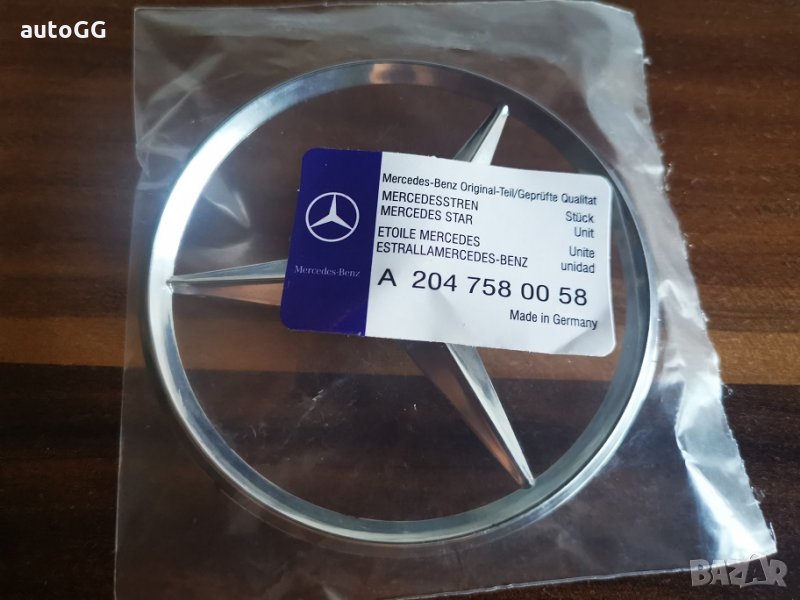 autoGG
Mercedes-Benz Original-Teil/Geprüfte Qualitat
MERCEDESSTREN Stück
MERCEDES STAR Unit
ETOILE MERCEDES Unite
ESTRALLAMERCEDES-BENZ unidad
Mercedes-Benz
A 204 758 00 58
Made in Germany
BAZAR